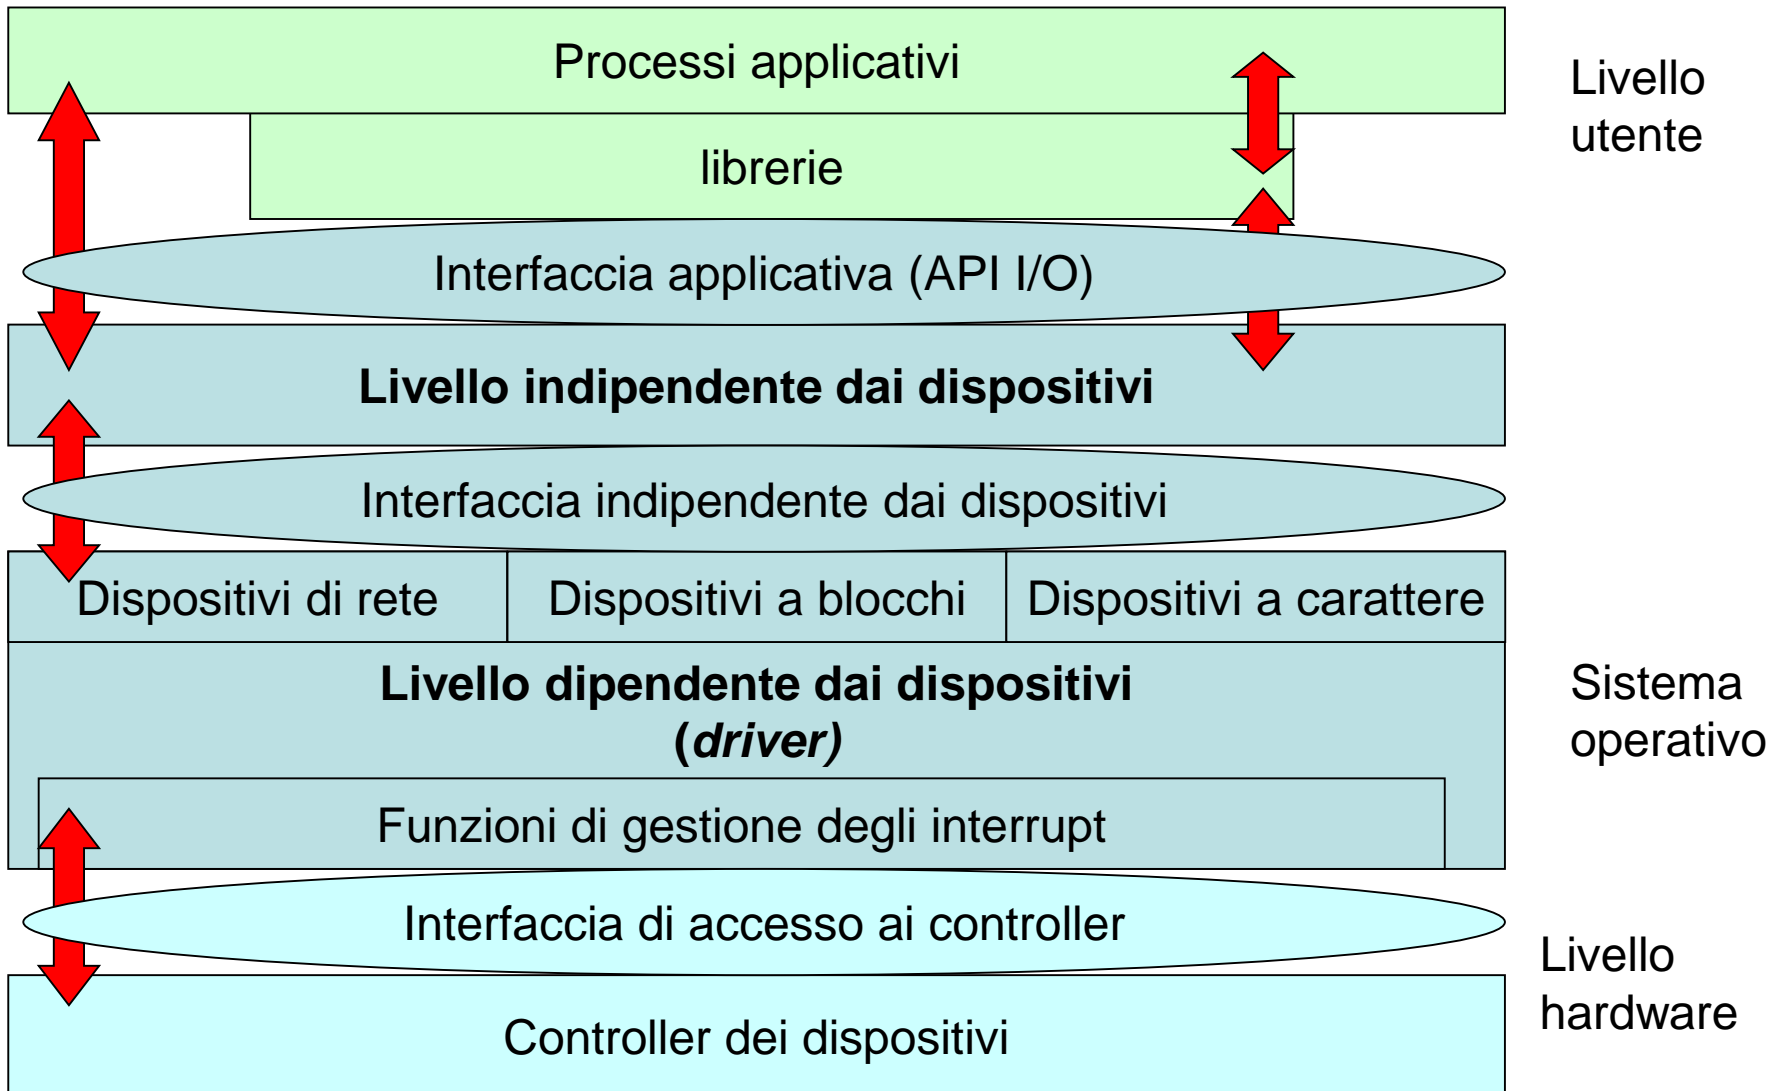 Processi applicativi
Livello
utente
librerie
Interfaccia applicativa (API I/O)
Livello indipendente dai dispositivi
Interfaccia indipendente dai dispositivi
Dispositivi di rete
Dispositivi a blocchi
Dispositivi a carattere
Livello dipendente dai dispositivi
(driver)
Sistema
operativo
Funzioni di gestione degli interrupt
Interfaccia di accesso ai controller
Livello
hardware
Controller dei dispositivi